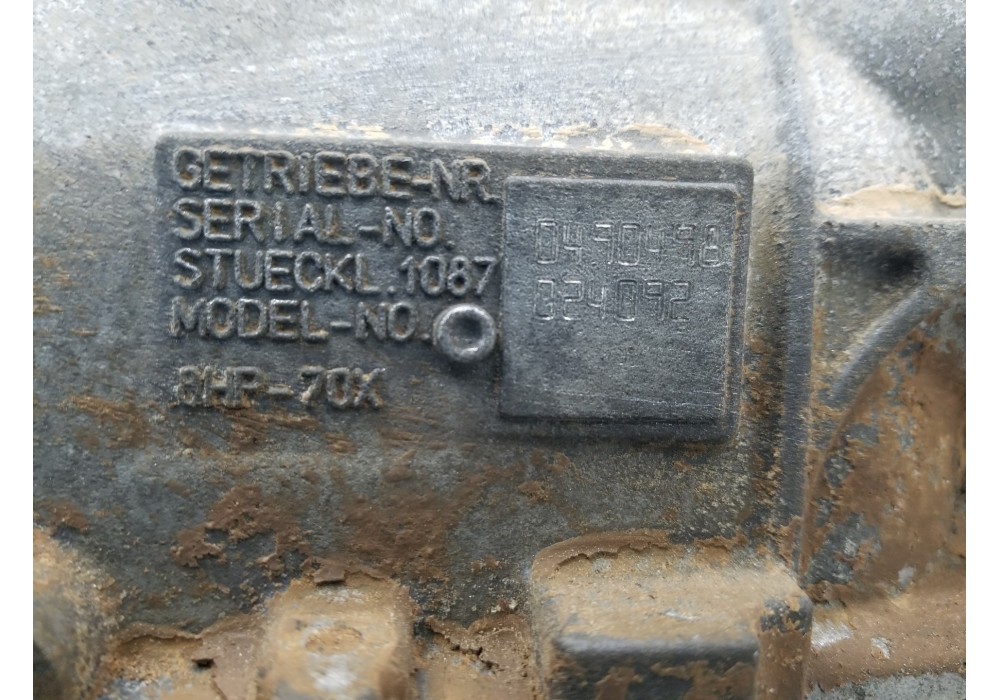 GETRIEBE-NR.
SERIAL-NO. 0490498
STUECKL.1087 024092
MODEL-NO.
8HP-70X